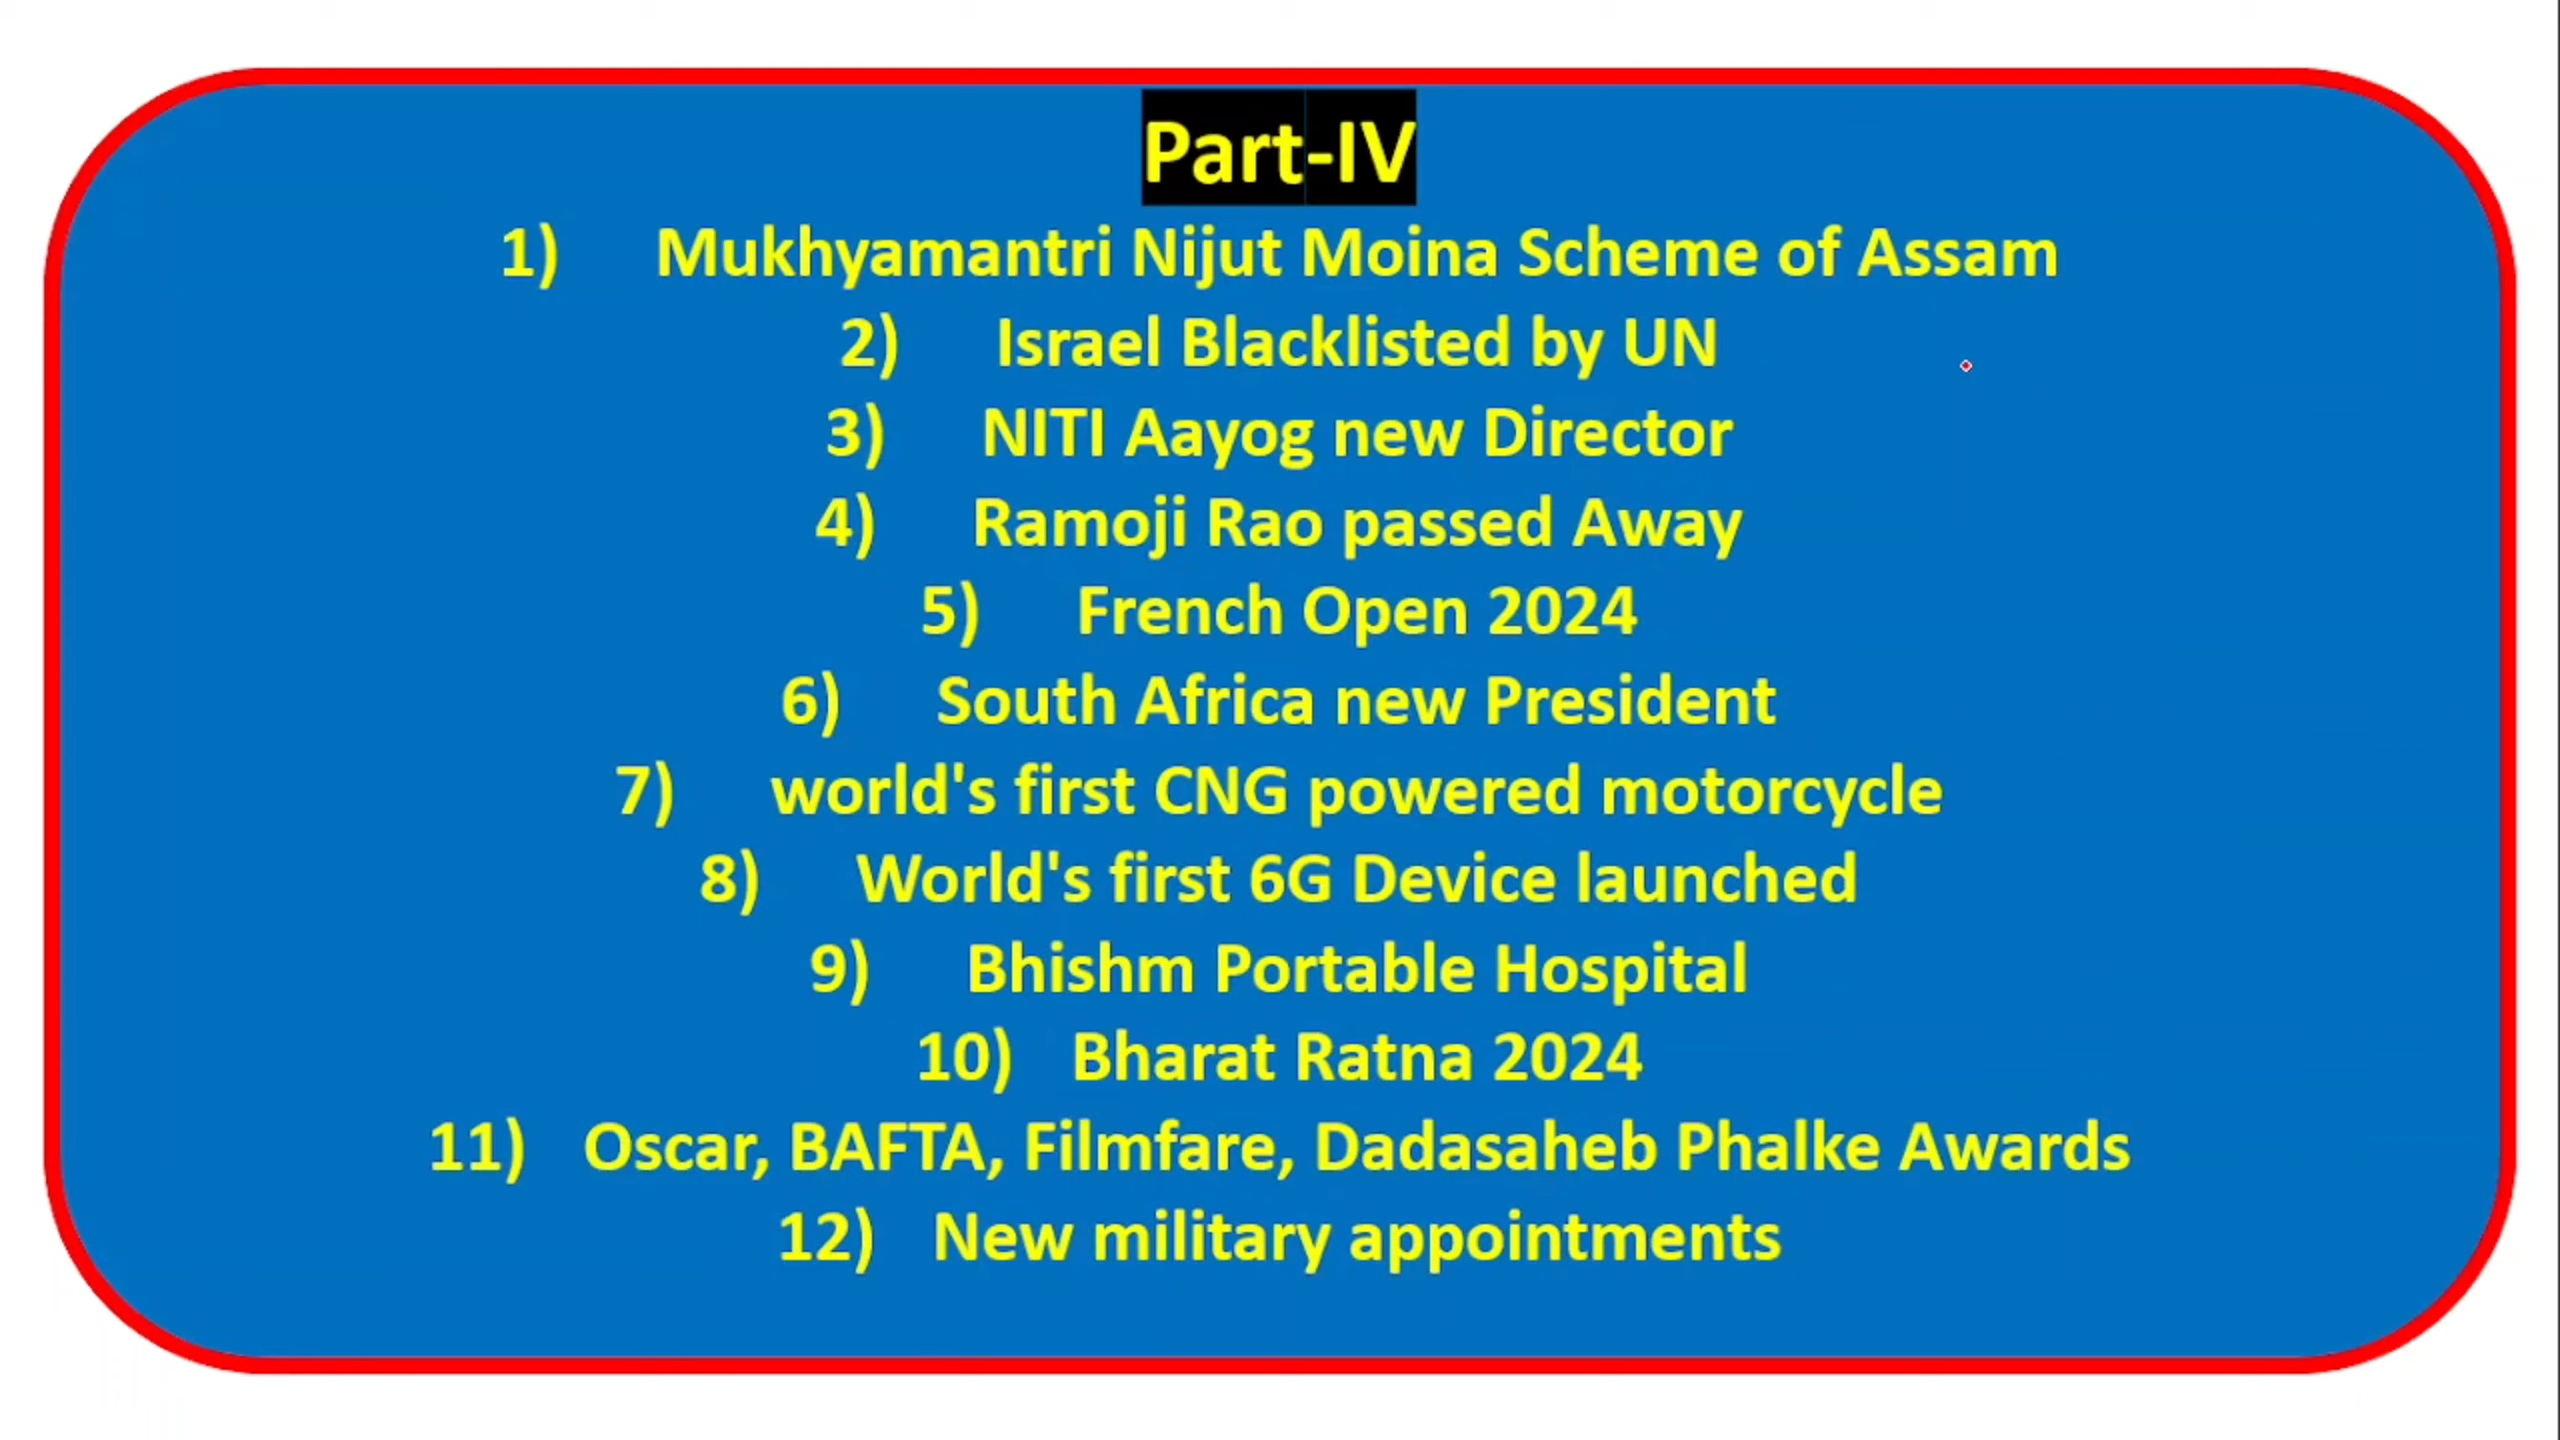 Part-IV
1) Mukhyamantri Nijut Moina Scheme of Assam
2) Israel Blacklisted by UN
3) NITI Aayog new Director
4) Ramoji Rao passed Away
5) French Open 2024
6) South Africa new President
7) world's first CNG powered motorcycle
8) World's first 6G Device launched
9) Bhishm Portable Hospital
10) Bharat Ratna 2024
11) Oscar, BAFTA, Filmfare, Dadasaheb Phalke Awards
12) New military appointments